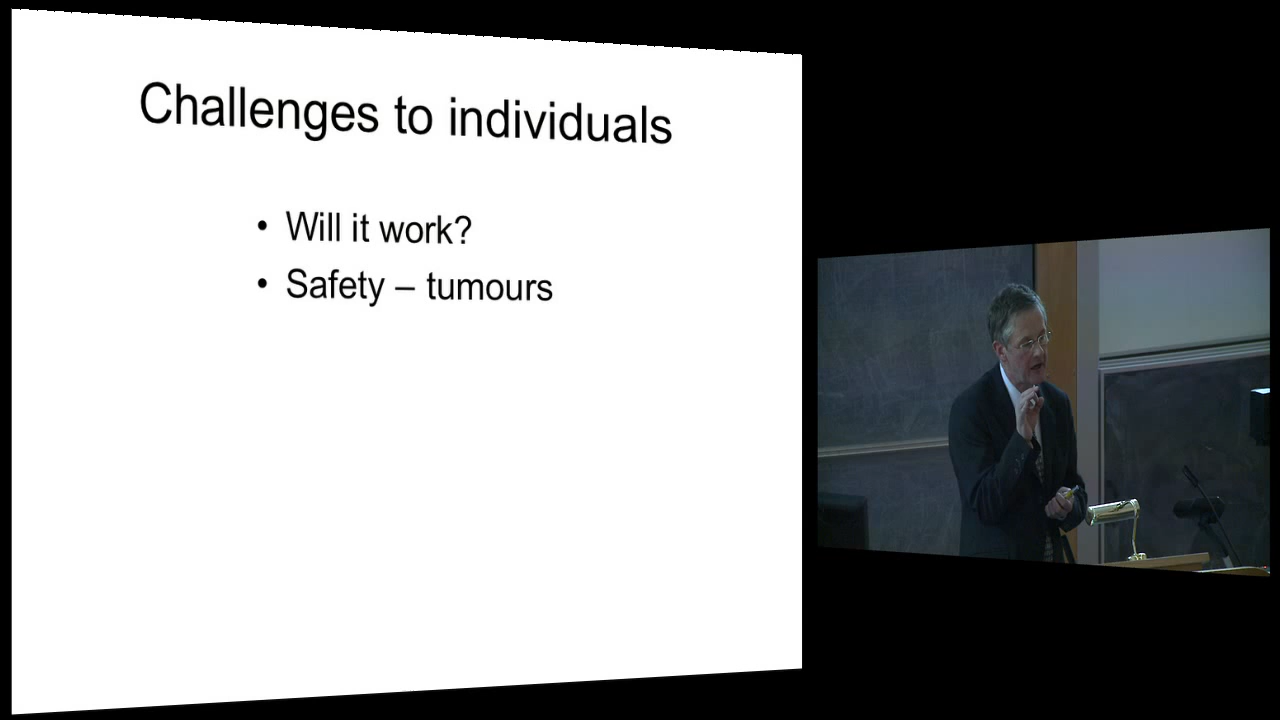 Challenges to individuals
• Will it work?
• Safety – tumours